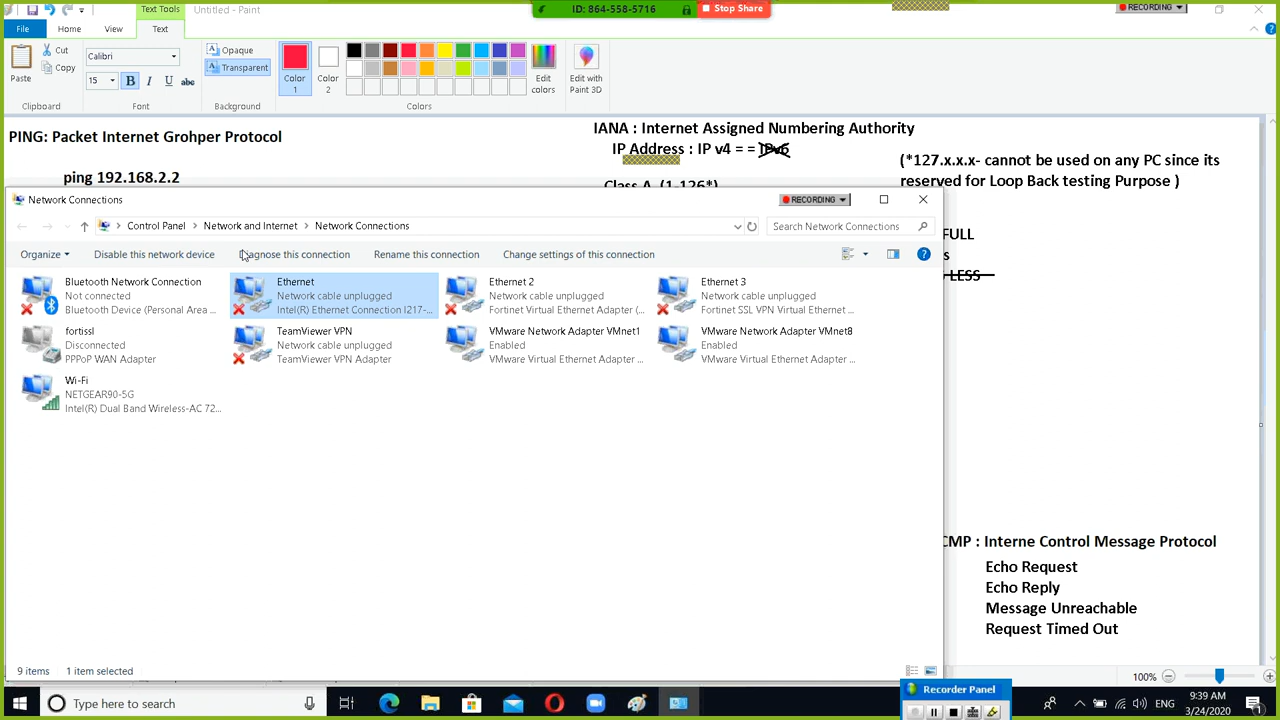 Text Tools
Untitled - Paint
ID: 864-558-5716
Stop Share
RECORDING
File
Home
View
Text
Paste
Cut
Copy
Clipboard
Calibri
15
B I U abc
Font
Opaque
Transparent
Background
Color 1
Color 2
Edit colors
Colors
Edit with Paint 3D
PING: Packet Internet Grohper Protocol
IANA : Internet Assigned Numbering Authority
IP Address : IP v4 = = IPv6
(*127.x.x.x- cannot be used on any PC since its
reserved for Loop Back testing Purpose )
ping 192.168.2.2
Class A (1-126*)
FULL
s
LESS
Network Connections
RECORDING
Control Panel > Network and Internet > Network Connections
Search Network Connections
Organize
Disable this network device
Diagnose this connection
Rename this connection
Change settings of this connection
Bluetooth Network Connection
Not connected
Bluetooth Device (Personal Area ...
Ethernet
Network cable unplugged
Intel(R) Ethernet Connection I217-...
Ethernet 2
Network cable unplugged
Fortinet Virtual Ethernet Adapter (...
Ethernet 3
Network cable unplugged
Fortinet SSL VPN Virtual Ethernet ...
fortissl
Disconnected
PPPoP WAN Adapter
TeamViewer VPN
Network cable unplugged
TeamViewer VPN Adapter
VMware Network Adapter VMnet1
Enabled
VMware Virtual Ethernet Adapter ...
VMware Network Adapter VMnet8
Enabled
VMware Virtual Ethernet Adapter ...
Wi-Fi
NETGEAR90-5G
Intel(R) Dual Band Wireless-AC 72...
CMP : Interne Control Message Protocol
Echo Request
Echo Reply
Message Unreachable
Request Timed Out
9 items
1 item selected
100%
Recorder Panel
Type here to search
ENG
9:39 AM
3/24/2020
1